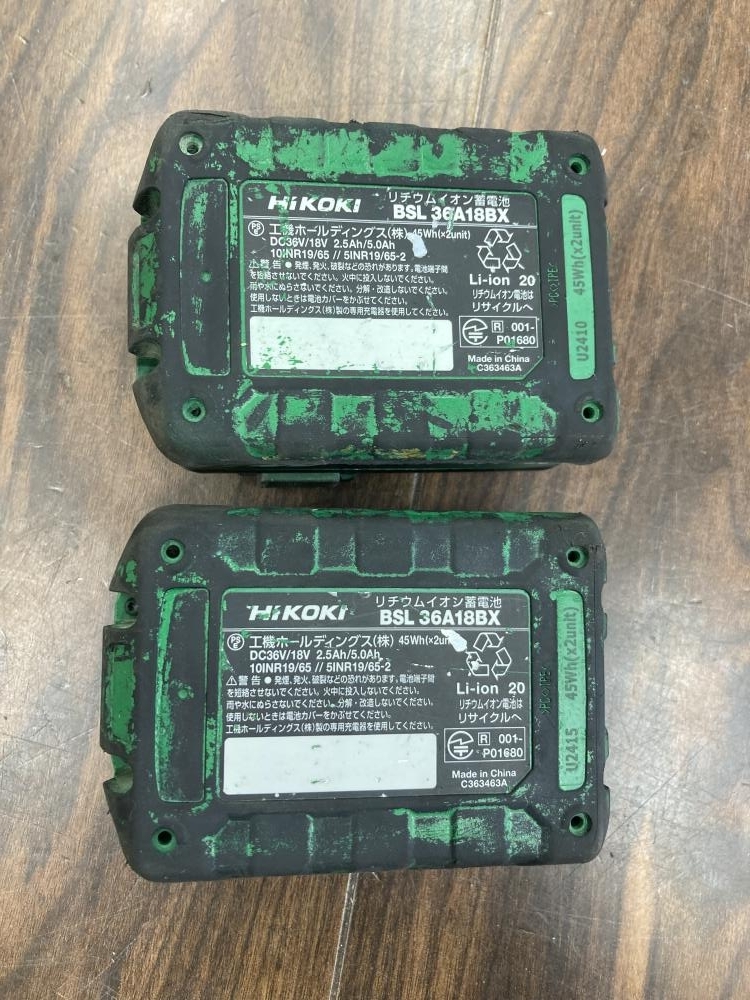 HiKOKI
リチウムイオン蓄電池
BSL 36A18BX
PS E 工機ホールディングス(株) 45Wh(×2unit)
DC36V/18V 2.5Ah/5.0Ah
10INR19/65 // 5INR19/65-2
⚠警告 ● 発煙、発火、破裂などの恐れがあります。電池端子間
を短絡させないでください。火中に投入しないでください。
雨や水にぬらさないでください。分解・改造しないでください。
使用しないときは電池カバーをかぶせてください。
工機ホールディングス(株)製の専用充電器を使用してください。
Li-ion 20
リチウムイオン電池は
リサイクルへ
R 001-
P01680
Made in China
C363463A
U2410 45Wh(x2unit)
HiKOKI
リチウムイオン蓄電池
BSL 36A18BX
PS E 工機ホールディングス(株) 45Wh(×2un
DC36V/18V 2.5Ah/5.0Ah
10INR19/65 // 5INR19/65-2
⚠警告 ● 発煙、発火、破裂などの恐れがあります。電池端子間
を短絡させないでください。火中に投入しないでください。
雨や水にぬらさないでください。分解・改造しないでください。
使用しないときは電池カバーをかぶせてください。
工機ホールディングス(株)製の専用充電器を使用してください。
Li-ion 20
リチウムイオン電池は
リサイクルへ
R 001-
P01680
Made in China
C363463A
U2415 45Wh(x2unit)